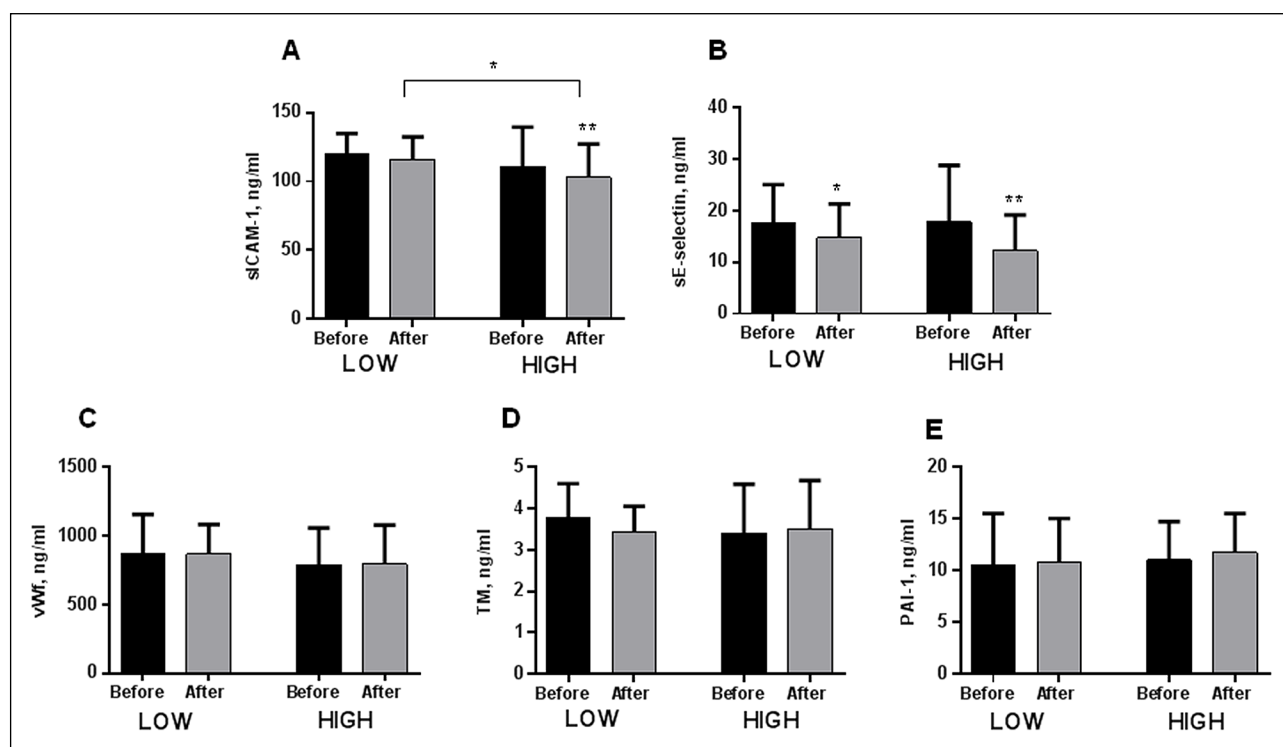 A
*
sICAM-1, ng/ml
150
100
50
0
**
Before After Before After
LOW HIGH
B
sE-selectin, ng/ml
40
30
20
10
0
*
**
Before After Before After
LOW HIGH
C
vWf, ng/ml
1500
1000
500
0
Before After Before After
LOW HIGH
D
TM, ng/ml
5
4
3
2
1
0
Before After Before After
LOW HIGH
E
PAI-1, ng/ml
20
15
10
5
0
Before After Before After
LOW HIGH